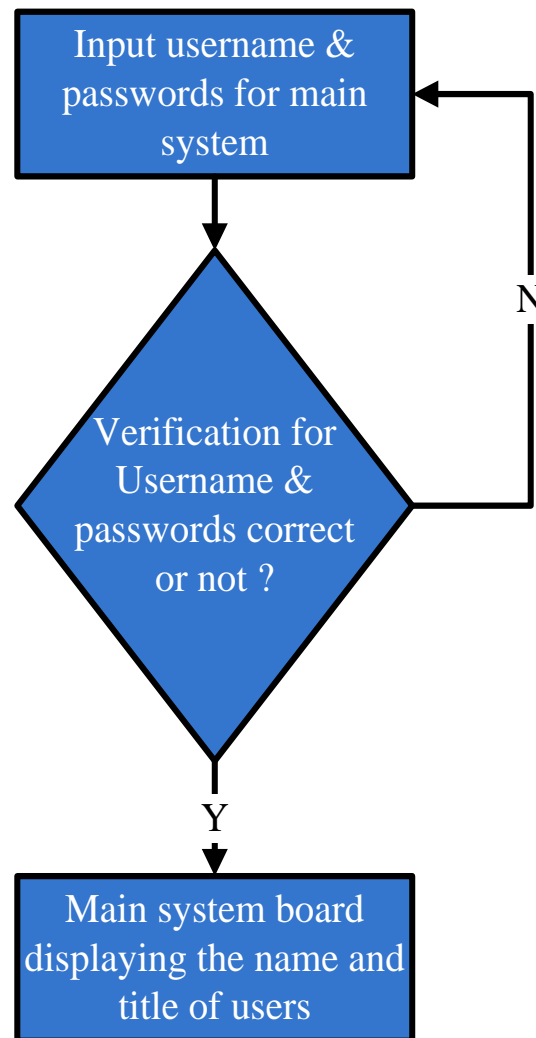 Input username &
passwords for main
system
N
Verification for
Username &
passwords correct
or not ?
Y
Main system board
displaying the name and
title of users